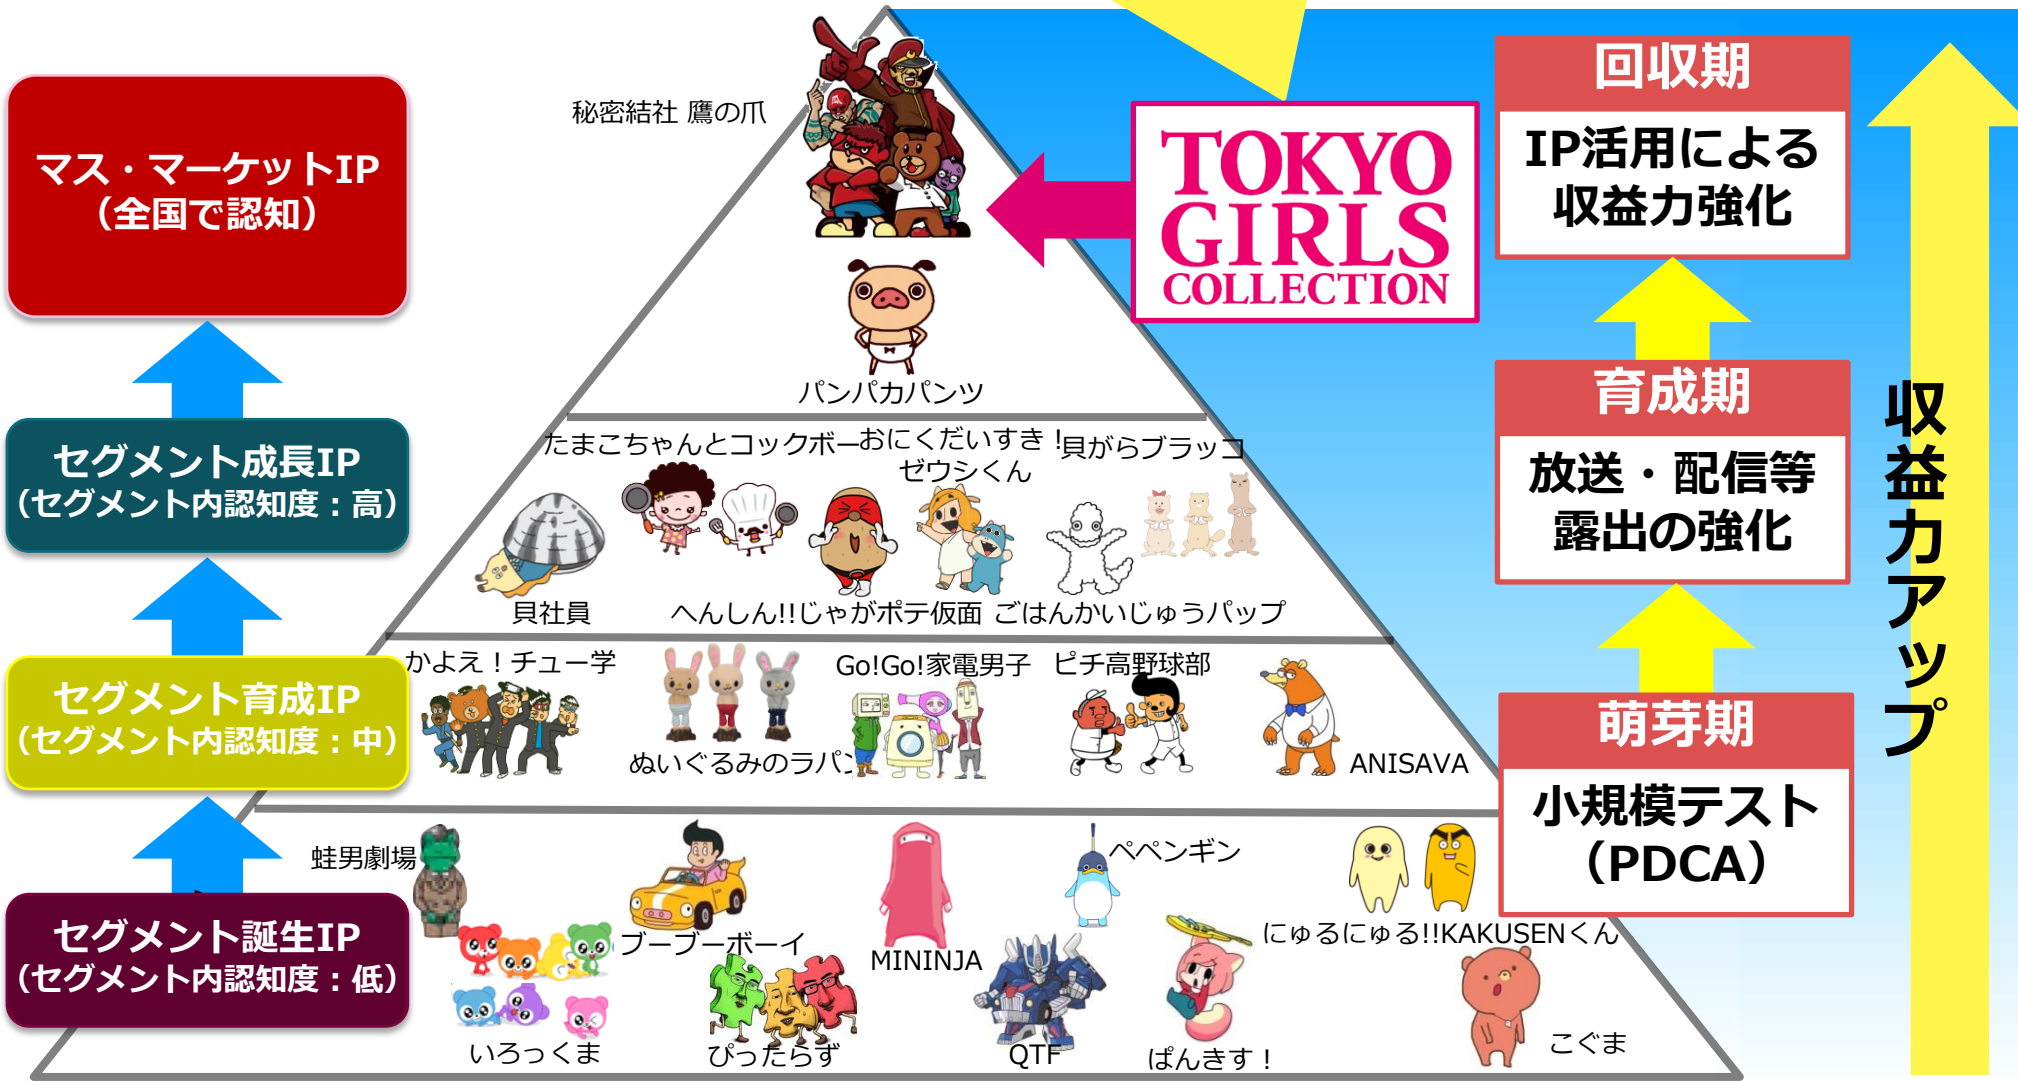 秘密結社 鷹の爪
マス・マーケットIP
（全国で認知）
TOKYO
GIRLS
COLLECTION
回収期
IP活用による
収益力強化
パンパカパンツ
セグメント成長IP
（セグメント内認知度：高）
たまこちゃんとコックボー
おにくだいすき！
ゼウシくん
貝がらブラッコ
貝社員
へんしん!!じゃがポテ仮面
ごはんかいじゅうパップ
育成期
放送・配信等
露出の強化
収益力アップ
セグメント育成IP
（セグメント内認知度：中）
かよえ！チュー学
ぬいぐるみのラパン
Go!Go!家電男子
ピチ高野球部
ANISAVA
萌芽期
小規模テスト
（PDCA）
セグメント誕生IP
（セグメント内認知度：低）
蛙男劇場
ブーブーボーイ
MININJA
ペペンギン
にゅるにゅる!!KAKUSENくん
いろっくま
ぴったらず
QTF
ぱんきす！
こぐま